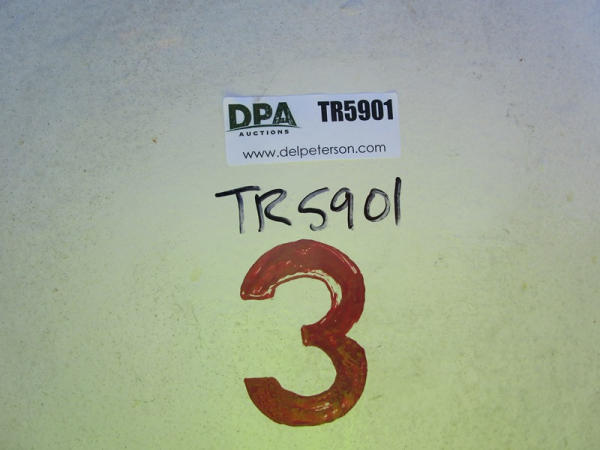 DPA TR5901
AUCTIONS
www.delpeterson.com
TR5901
3